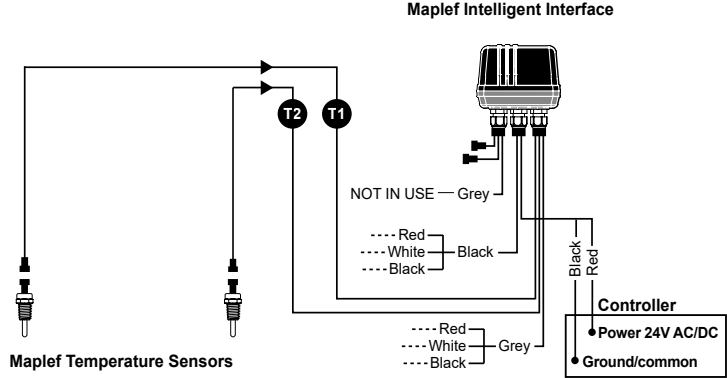 Maplef Intelligent Interface
T2
T1
NOT IN USE — Grey
Red
White Black
Black
Black
Red
Controller
Power 24V AC/DC
Ground/common
Red
White Grey
Black
Maplef Temperature Sensors